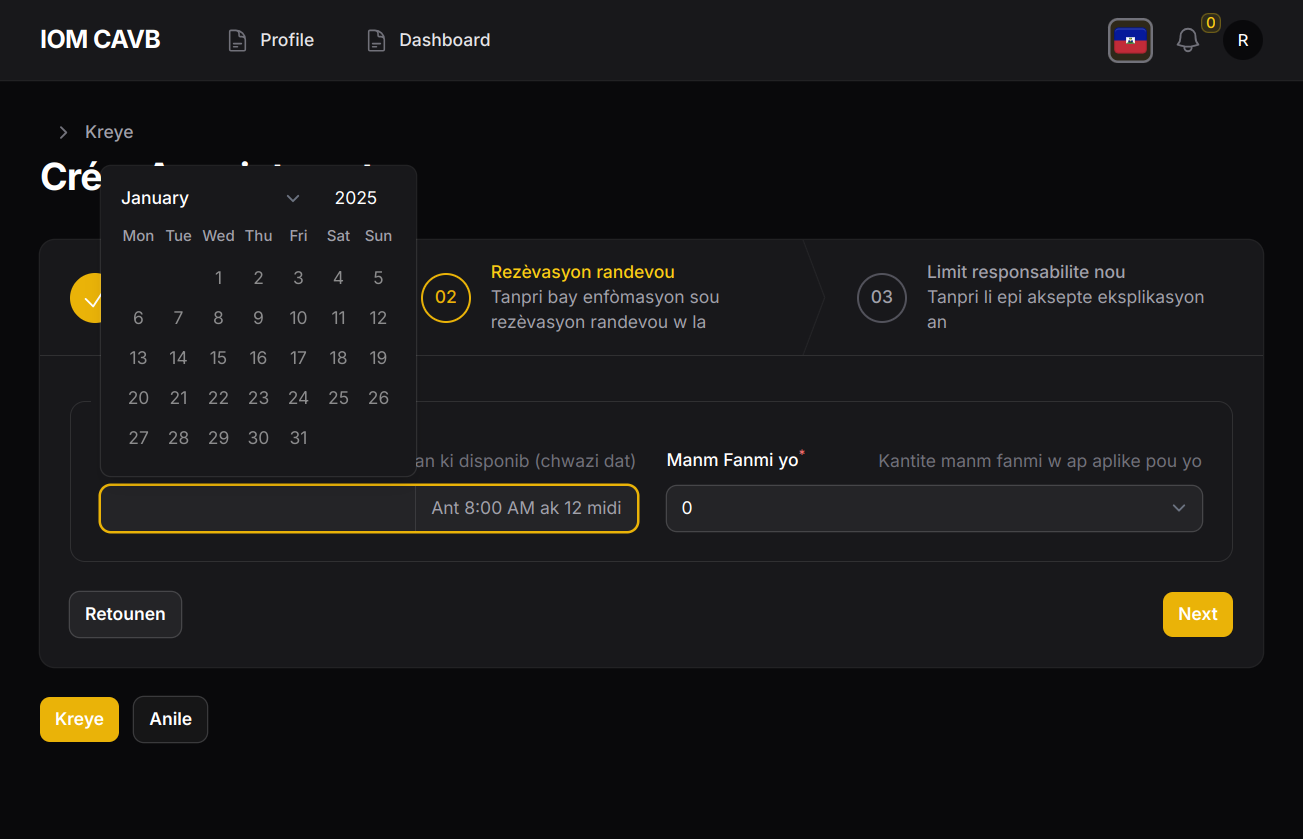 IOM CAVB
Profile
Dashboard
0
R
Kreye
Cré
January
2025
Mon Tue Wed Thu Fri Sat Sun
1 2 3 4 5
6 7 8 9 10 11 12
13 14 15 16 17 18 19
20 21 22 23 24 25 26
27 28 29 30 31
02
Rezèvasyon randevou
Tanpri bay enfòmasyon sou
rezèvasyon randevou w la
03
Limit responsabilite nou
Tanpri li epi aksepte eksplikasyon
an
an ki disponib (chwazi dat)
Ant 8:00 AM ak 12 midi
Manm Fanmi yo*
Kantite manm fanmi w ap aplike pou yo
0
Retounen
Next
Kreye
Anile